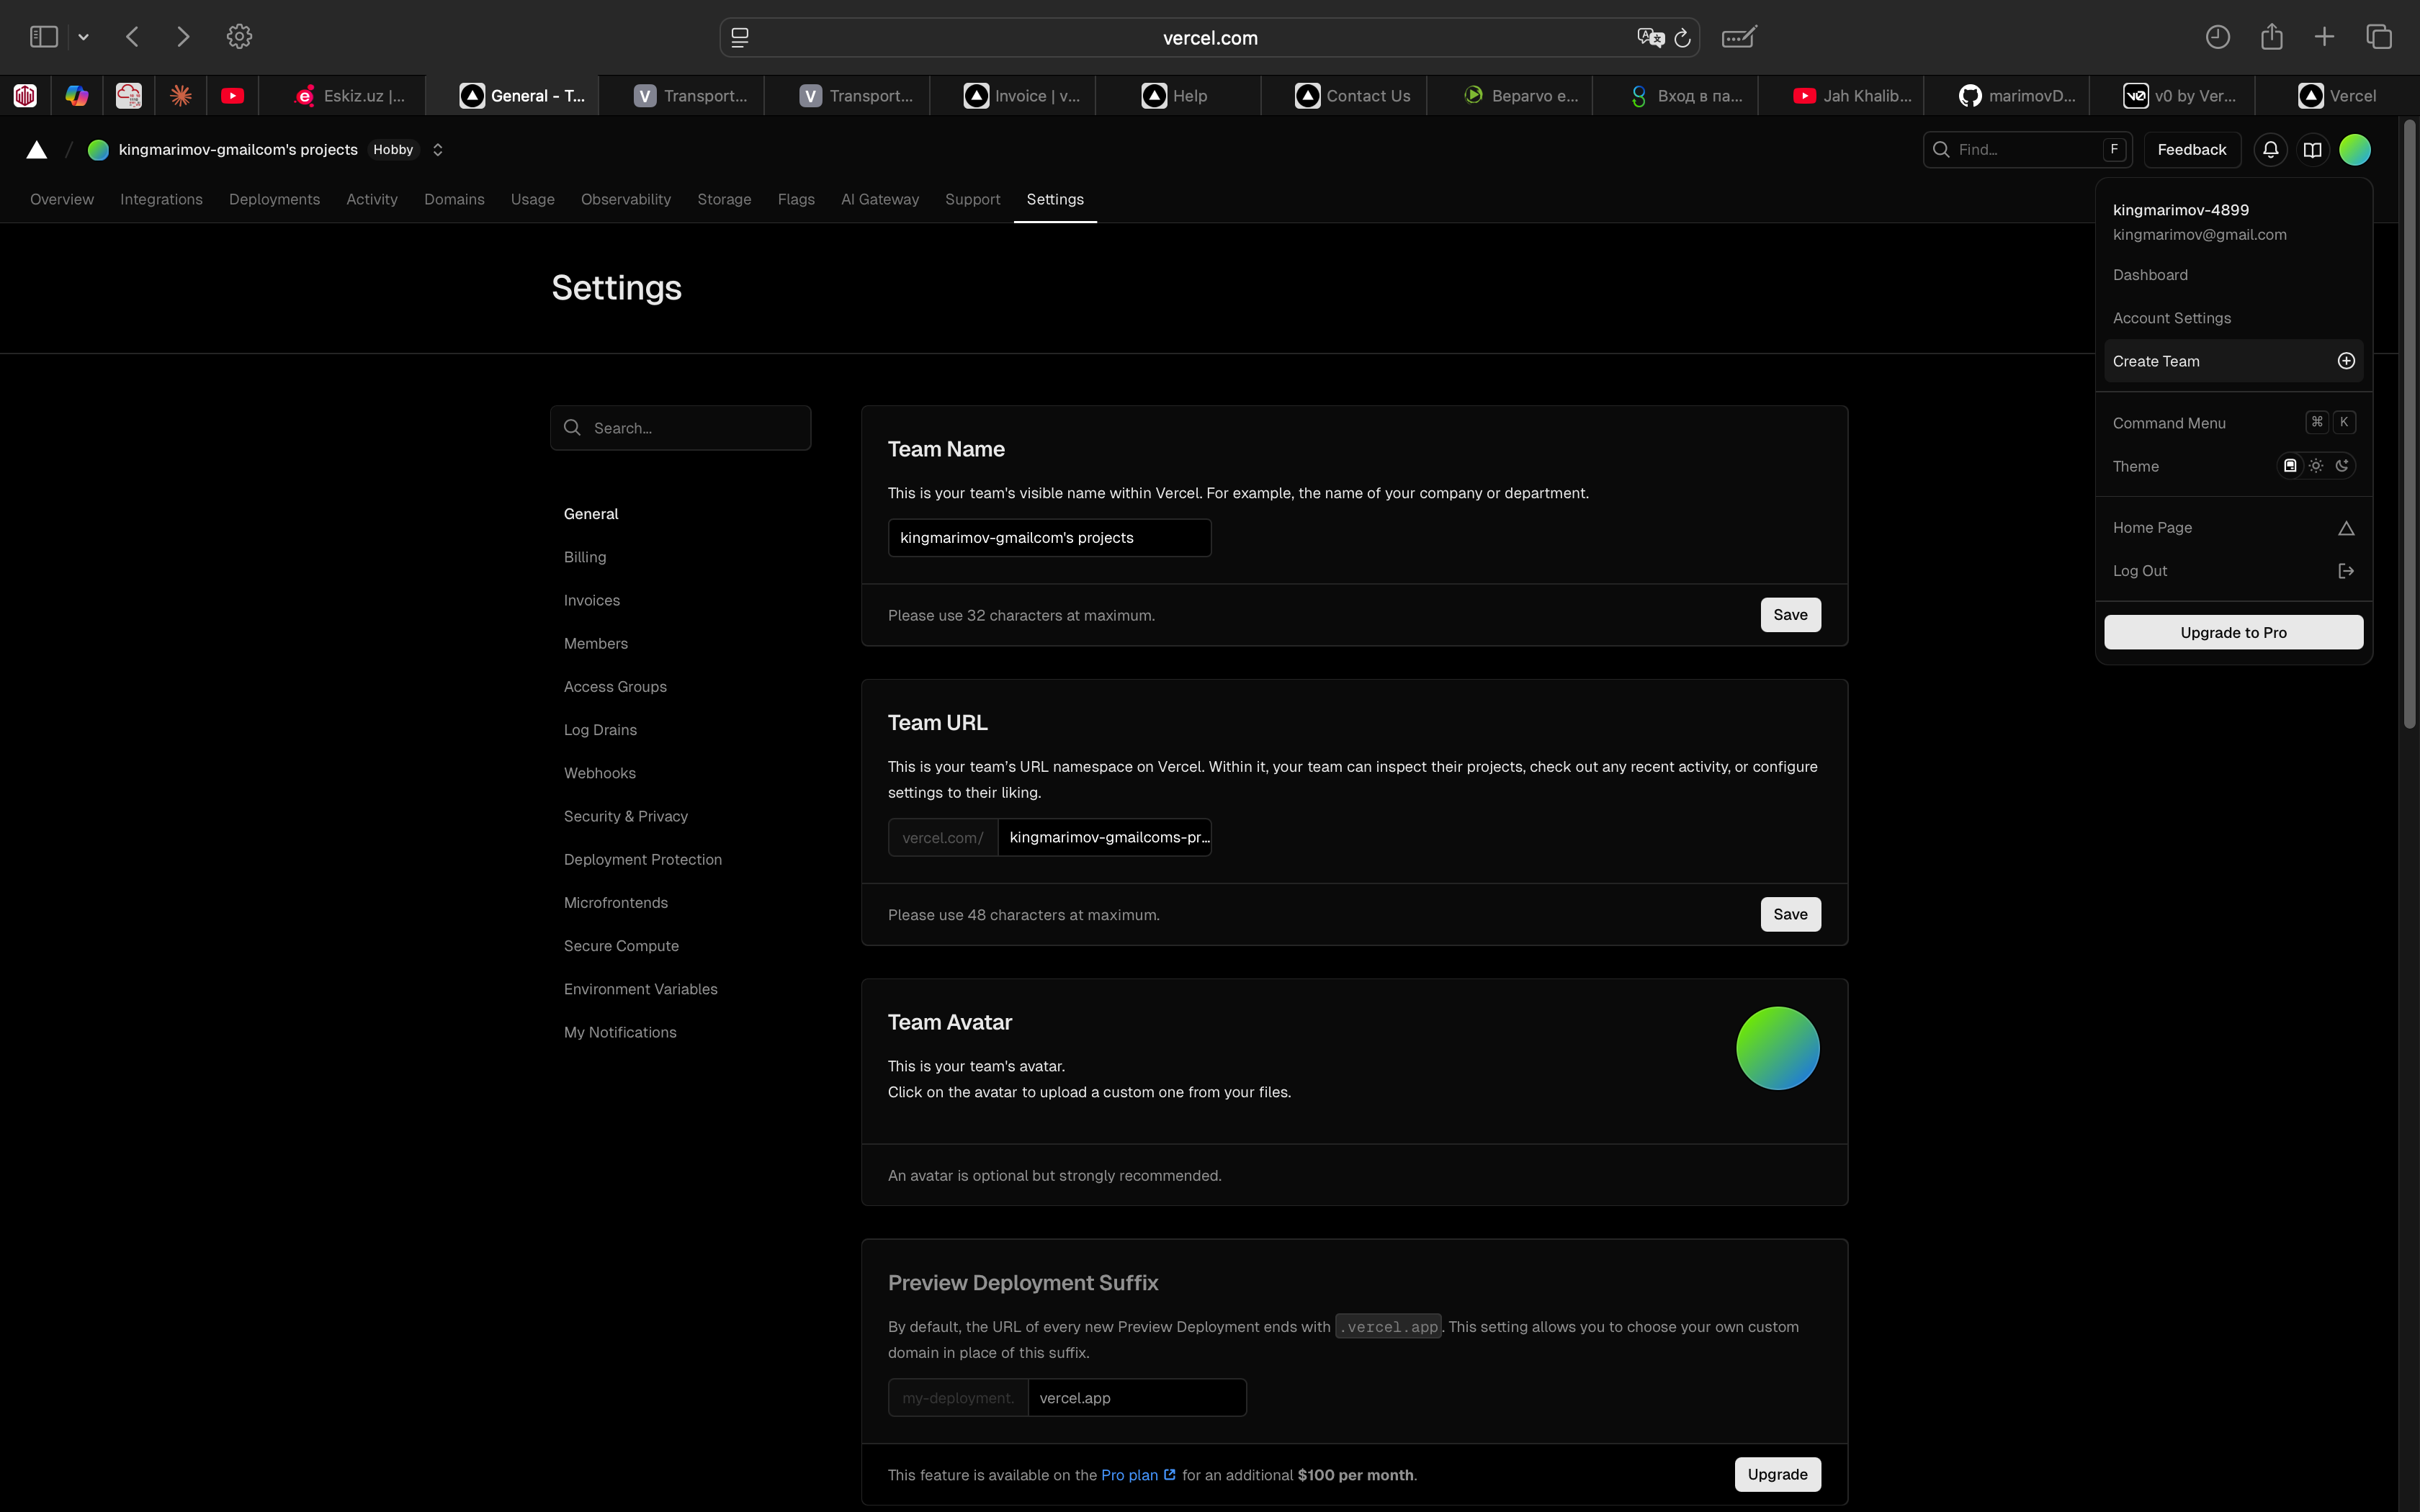 vercel.com
Eskiz.uz |...
General - T...
Transport...
Transport...
Invoice | v...
Help
Contact Us
Beparvo e...
Вход в па...
Jah Khalib...
marimovD...
v0 by Ver...
Vercel
kingmarimov-gmailcom's projects Hobby
Find... F
Feedback
Overview Integrations Deployments Activity Domains Usage Observability Storage Flags AI Gateway Support Settings
kingmarimov-4899
kingmarimov@gmail.com
Dashboard
Account Settings
Create Team
Command Menu ⌘ K
Theme
Home Page
Log Out
Upgrade to Pro
Settings
Search...
General
Billing
Invoices
Members
Access Groups
Log Drains
Webhooks
Security & Privacy
Deployment Protection
Microfrontends
Secure Compute
Environment Variables
My Notifications
Team Name
This is your team's visible name within Vercel. For example, the name of your company or department.
kingmarimov-gmailcom's projects
Please use 32 characters at maximum.
Save
Team URL
This is your team’s URL namespace on Vercel. Within it, your team can inspect their projects, check out any recent activity, or configure
settings to their liking.
vercel.com/ kingmarimov-gmailcoms-pr...
Please use 48 characters at maximum.
Save
Team Avatar
This is your team's avatar.
Click on the avatar to upload a custom one from your files.
An avatar is optional but strongly recommended.
Preview Deployment Suffix
By default, the URL of every new Preview Deployment ends with .vercel.app. This setting allows you to choose your own custom
domain in place of this suffix.
my-deployment. vercel.app
This feature is available on the Pro plan for an additional $100 per month.
Upgrade